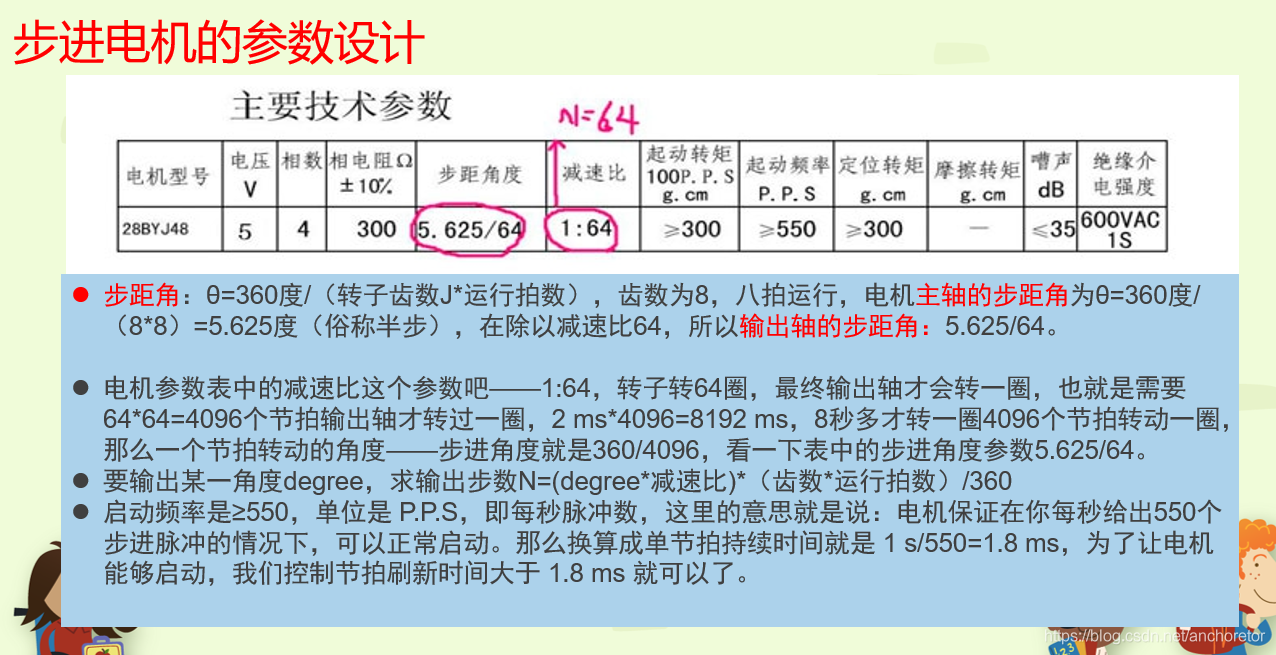 步进电机的参数设计
主要技术参数
N=64
电机型号 电压 V 相数 相电阻Ω ±10% 步距角度 减速比 起动转矩 100P.P.S g.cm 起动频率 P.P.S 定位转矩 g.cm 摩擦转矩 g.cm 嘈声 dB 绝缘介电强度
28BYJ48 5 4 300 5.625/64 1:64 ≥300 ≥550 ≥300 — ≤35 600VAC 1S
● 步距角：θ=360度/（转子齿数J*运行拍数），齿数为8，八拍运行，电机主轴的步距角为θ=360度/
（8*8）=5.625度（俗称半步），在除以减速比64，所以输出轴的步距角：5.625/64。
● 电机参数表中的减速比这个参数吧——1:64，转子转64圈，最终输出轴才会转一圈，也就是需要
64*64=4096个节拍输出轴才转过一圈，2 ms*4096=8192 ms，8秒多才转一圈4096个节拍转动一圈，
那么一个节拍转动的角度——步进角度就是360/4096，看一下表中的步进角度参数5.625/64。
● 要输出某一角度degree，求输出步数N=(degree*减速比)*（齿数*运行拍数）/360
● 启动频率是≥550，单位是 P.P.S，即每秒脉冲数，这里的意思就是说：电机保证在你每秒给出550个
步进脉冲的情况下，可以正常启动。那么换算成单节拍持续时间就是 1 s/550=1.8 ms，为了让电机
能够启动，我们控制节拍刷新时间大于 1.8 ms 就可以了。
123
https://blog.csdn.net/anchoretor